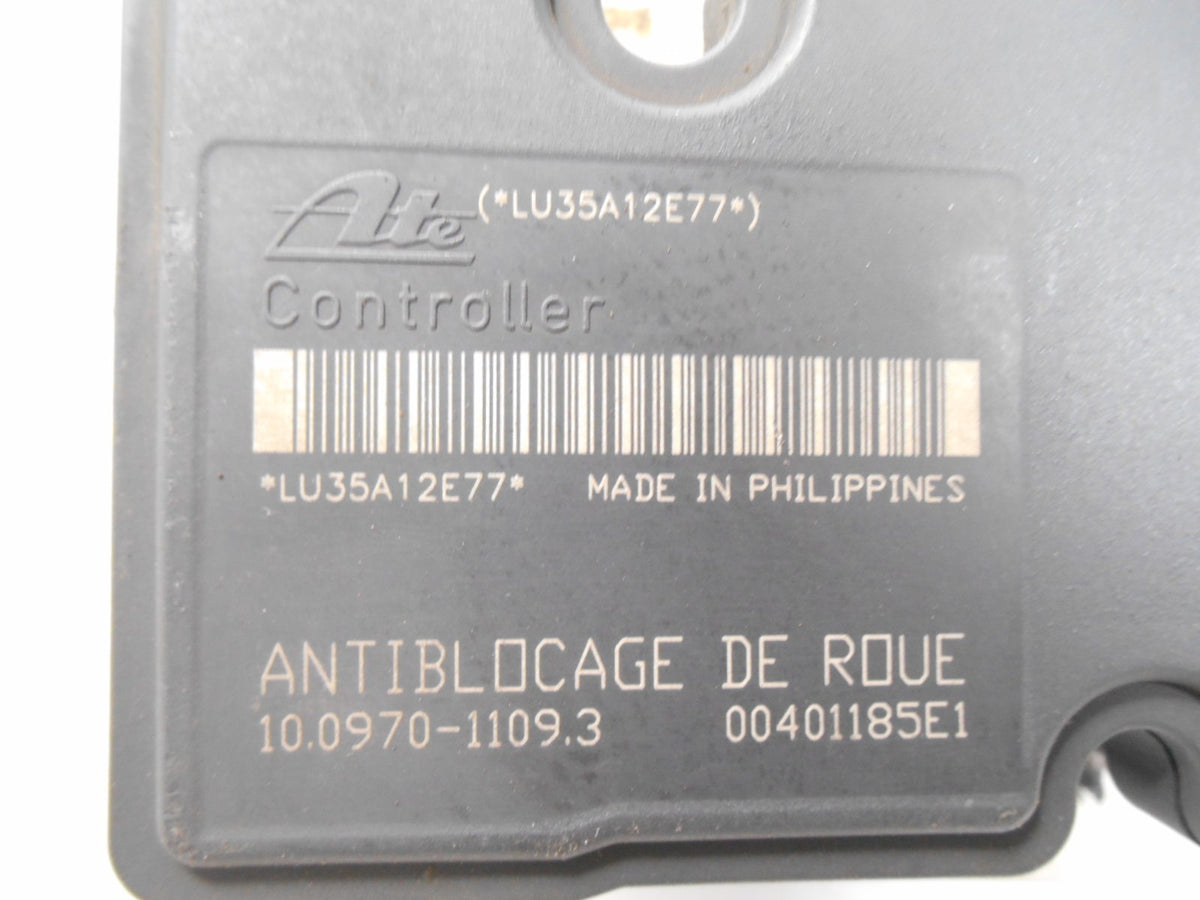 Ate (*LU35A12E77*)
Controller
*LU35A12E77* MADE IN PHILIPPINES
ANTIBLOCAGE DE ROUE
10.0970-1109.3 00401185E1